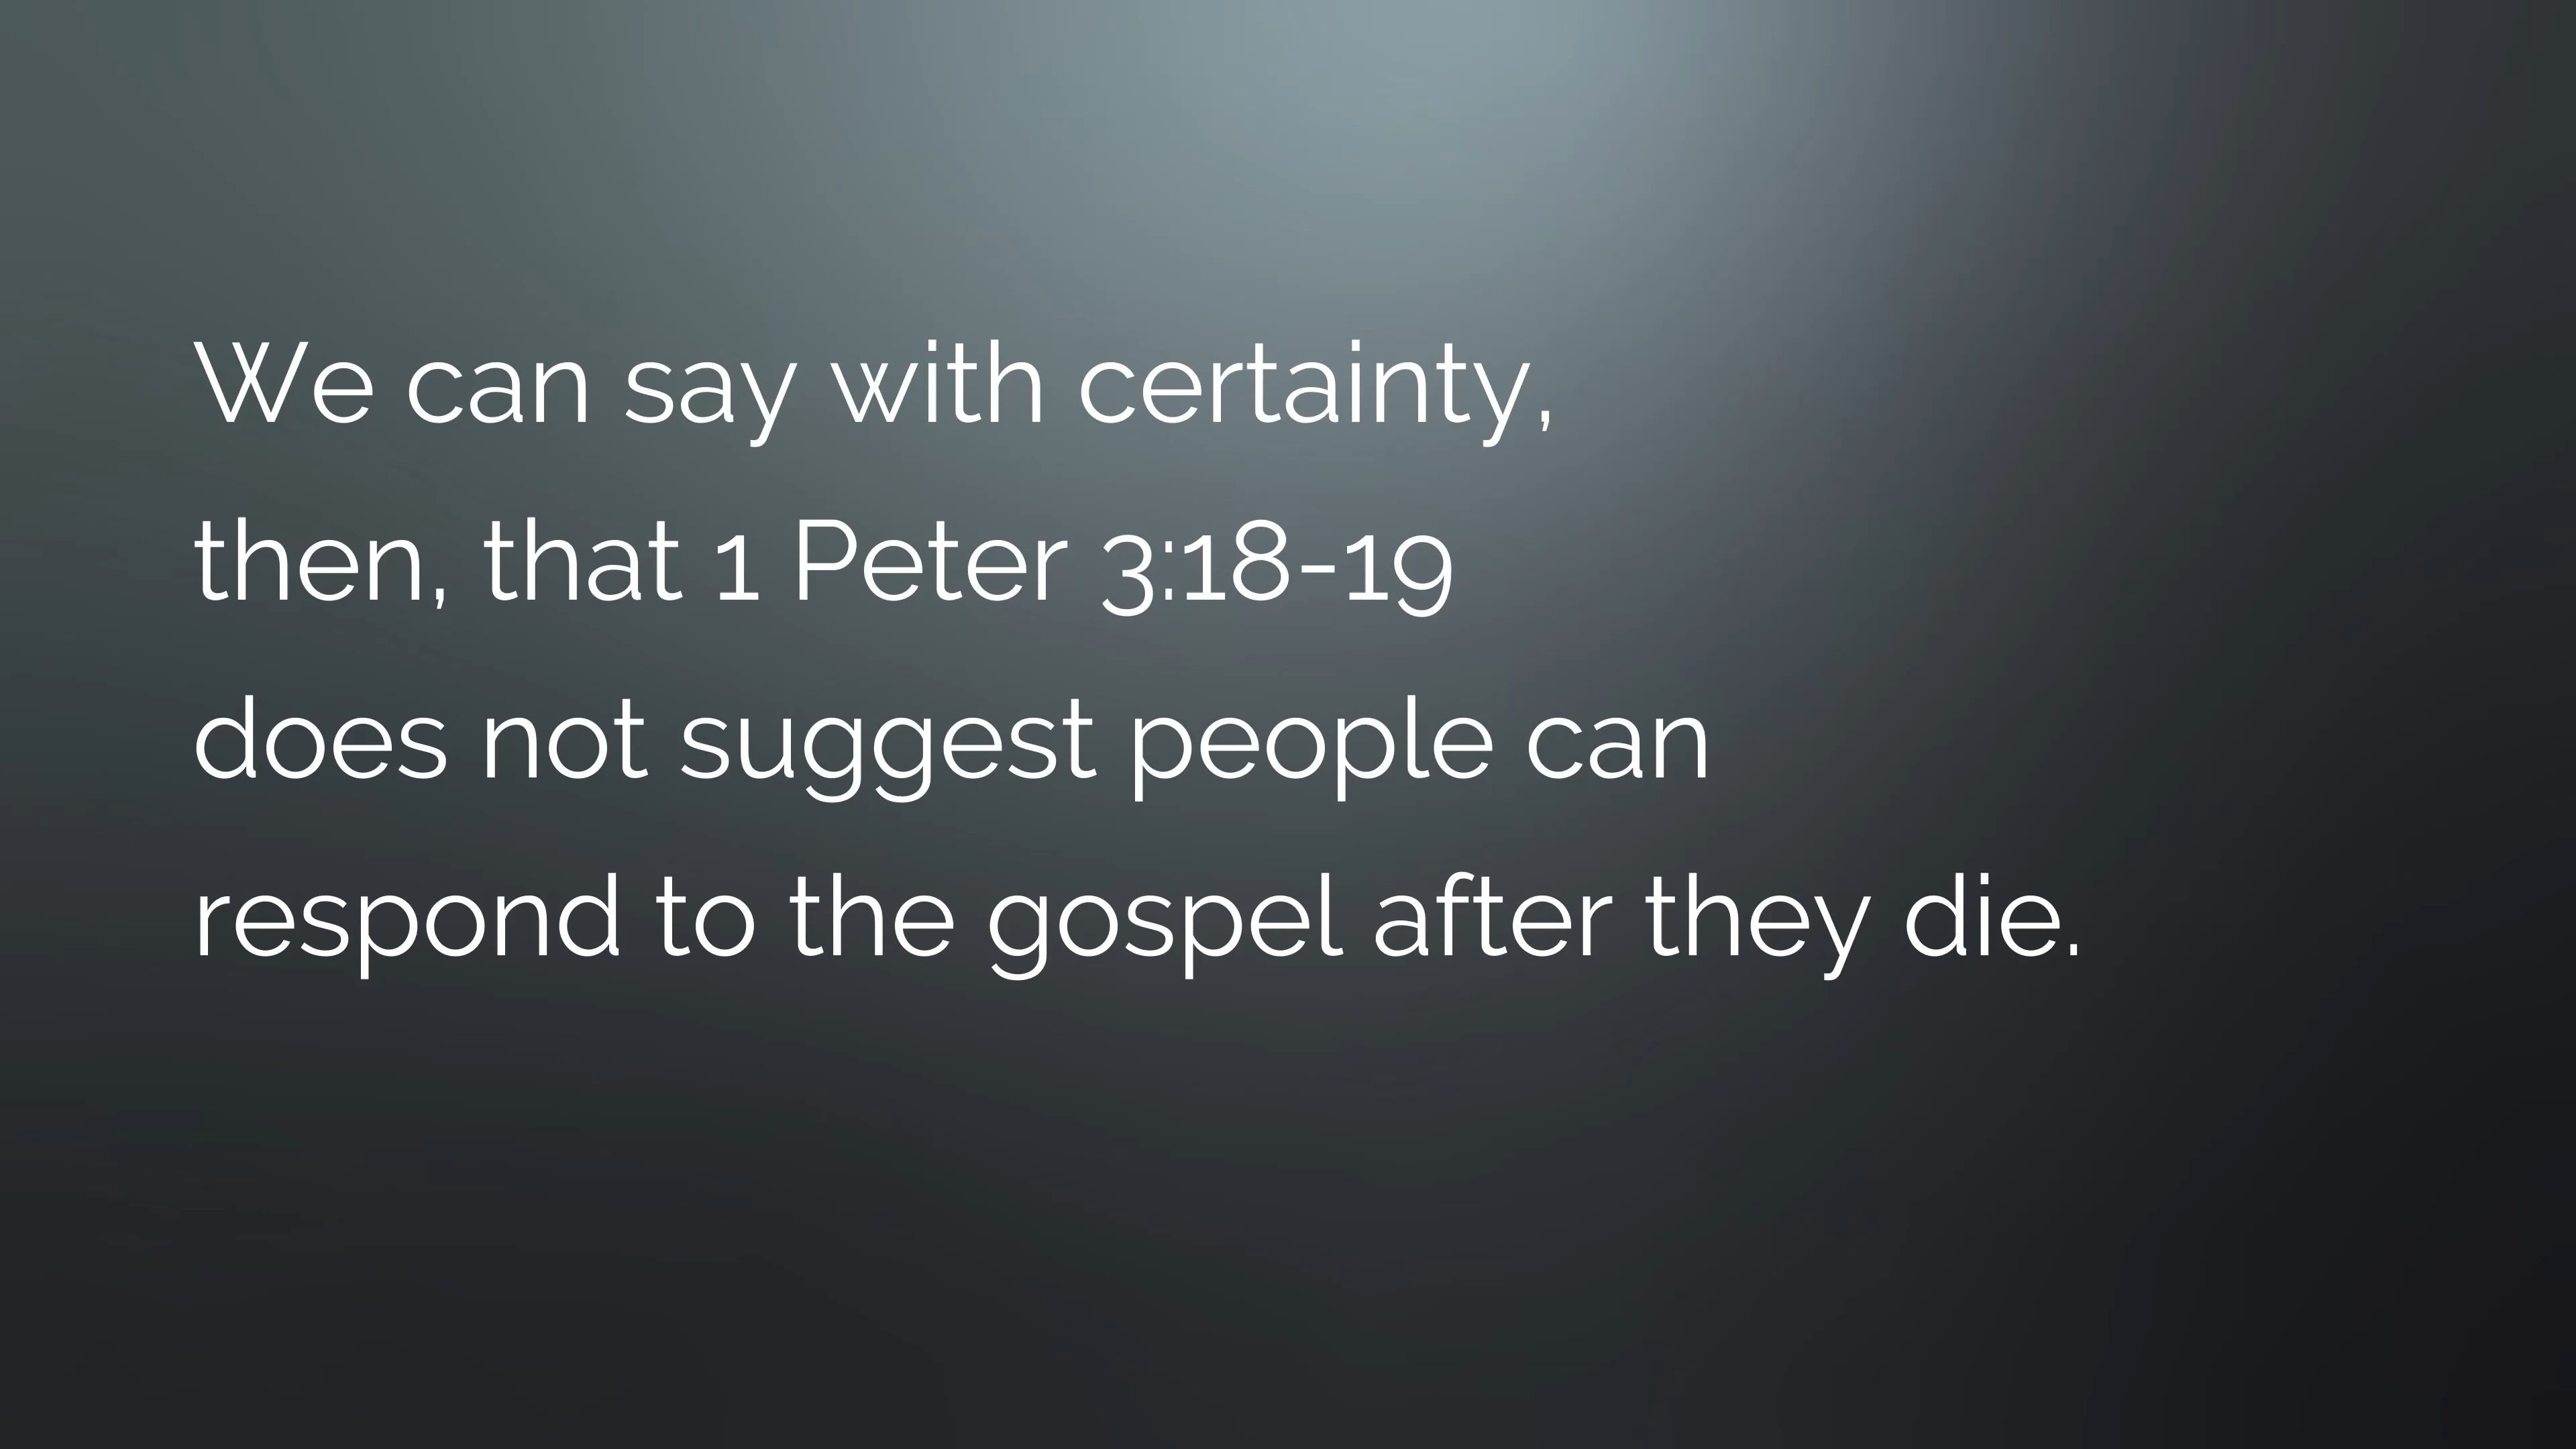 We can say with certainty,
then, that 1 Peter 3:18-19
does not suggest people can
respond to the gospel after they die.